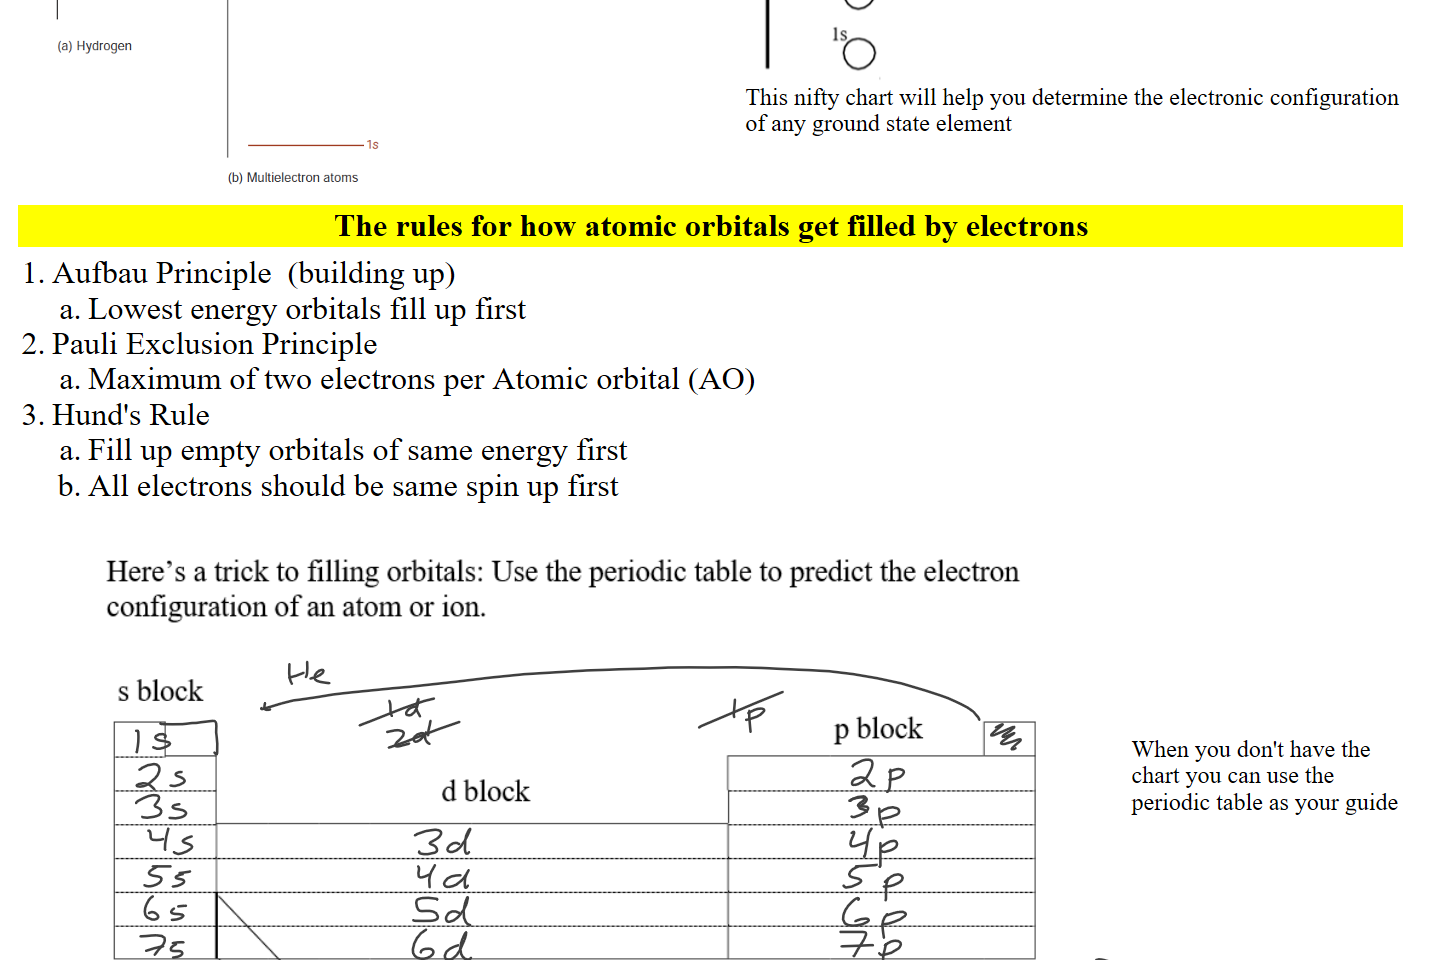 (a) Hydrogen
1s
This nifty chart will help you determine the electronic configuration
of any ground state element
1s
(b) Multielectron atoms
The rules for how atomic orbitals get filled by electrons
1. Aufbau Principle (building up)
a. Lowest energy orbitals fill up first
2. Pauli Exclusion Principle
a. Maximum of two electrons per Atomic orbital (AO)
3. Hund's Rule
a. Fill up empty orbitals of same energy first
b. All electrons should be same spin up first
Here's a trick to filling orbitals: Use the periodic table to predict the electron
configuration of an atom or ion.
He
s block
1d
1p
2d
p block
1s
When you don't have the
chart you can use the
periodic table as your guide
2s
2p
d block
3s
3p
4s 3d 4p
5s 4d 5p
6s 5d 6p
7s 6d 7p